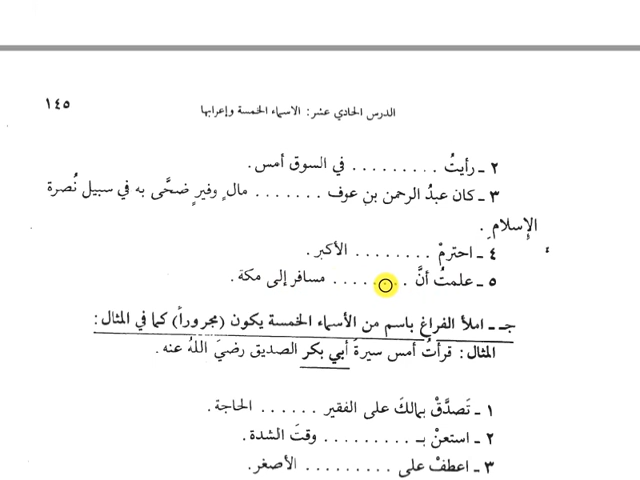 الدرس الحادي عشر: الاسماء الخمسة وإعرابها ١٤٥
٢ ـ رأيتُ . . . . . . . . . في السوق أمس.
٣ ـ كان عبدُ الرحمن بنِ عوف . . . . . . . مالٍ وفيرٍ ضحَّى به في سبيل نُصرة
الإِسلامِ.
٤ ـ احترمْ . . . . . . . . الأكبر.
٥ ـ علمتُ أنَّ . . . . . . . . مسافر إلى مكة.
جـ ـ املأ الفراغ باسم من الأسماء الخمسة يكون (مجروراً) كما في المثال:
المثال: قرأتُ أمس سيرةَ أبي بكر الصديق رضيَ اللهُ عنه.
١ ـ تَصدَّقْ بمالكَ على الفقير . . . . . . الحاجة.
٢ ـ استعنْ بـ . . . . . . . . . وقتَ الشدة.
٣ ـ اعطفْ على . . . . . . . . . الأصغر.